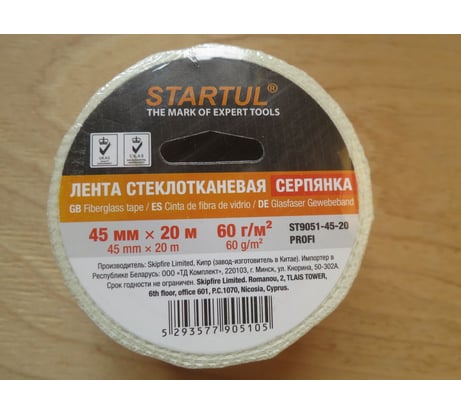 STARTUL®
THE MARK OF EXPERT TOOLS
UKAS
ЛЕНТА СТЕКЛОТКАНЕВАЯ СЕРПЯНКА
GB Fiberglass tape / ES Cinta de fibra de vidrio / DE Glasfaser Gewebeband
45 мм × 20 м 60 г/м²
45 mm × 20 m 60 g/m²
ST9051-45-20
PROFI
Производитель: Skipfire Limited, Кипр (завод-изготовитель в Китае). Импортер в
Республики Беларусь: ООО «ТД Комплект», 220103, г. Минск, ул. Кнорина, 50-302А.
Срок годности не ограничен. Skipfire Limited. Romanou, 2, TLAIS TOWER,
6th floor, office 601, P.C.1070, Nicosia, Cyprus.
5 293577 905105